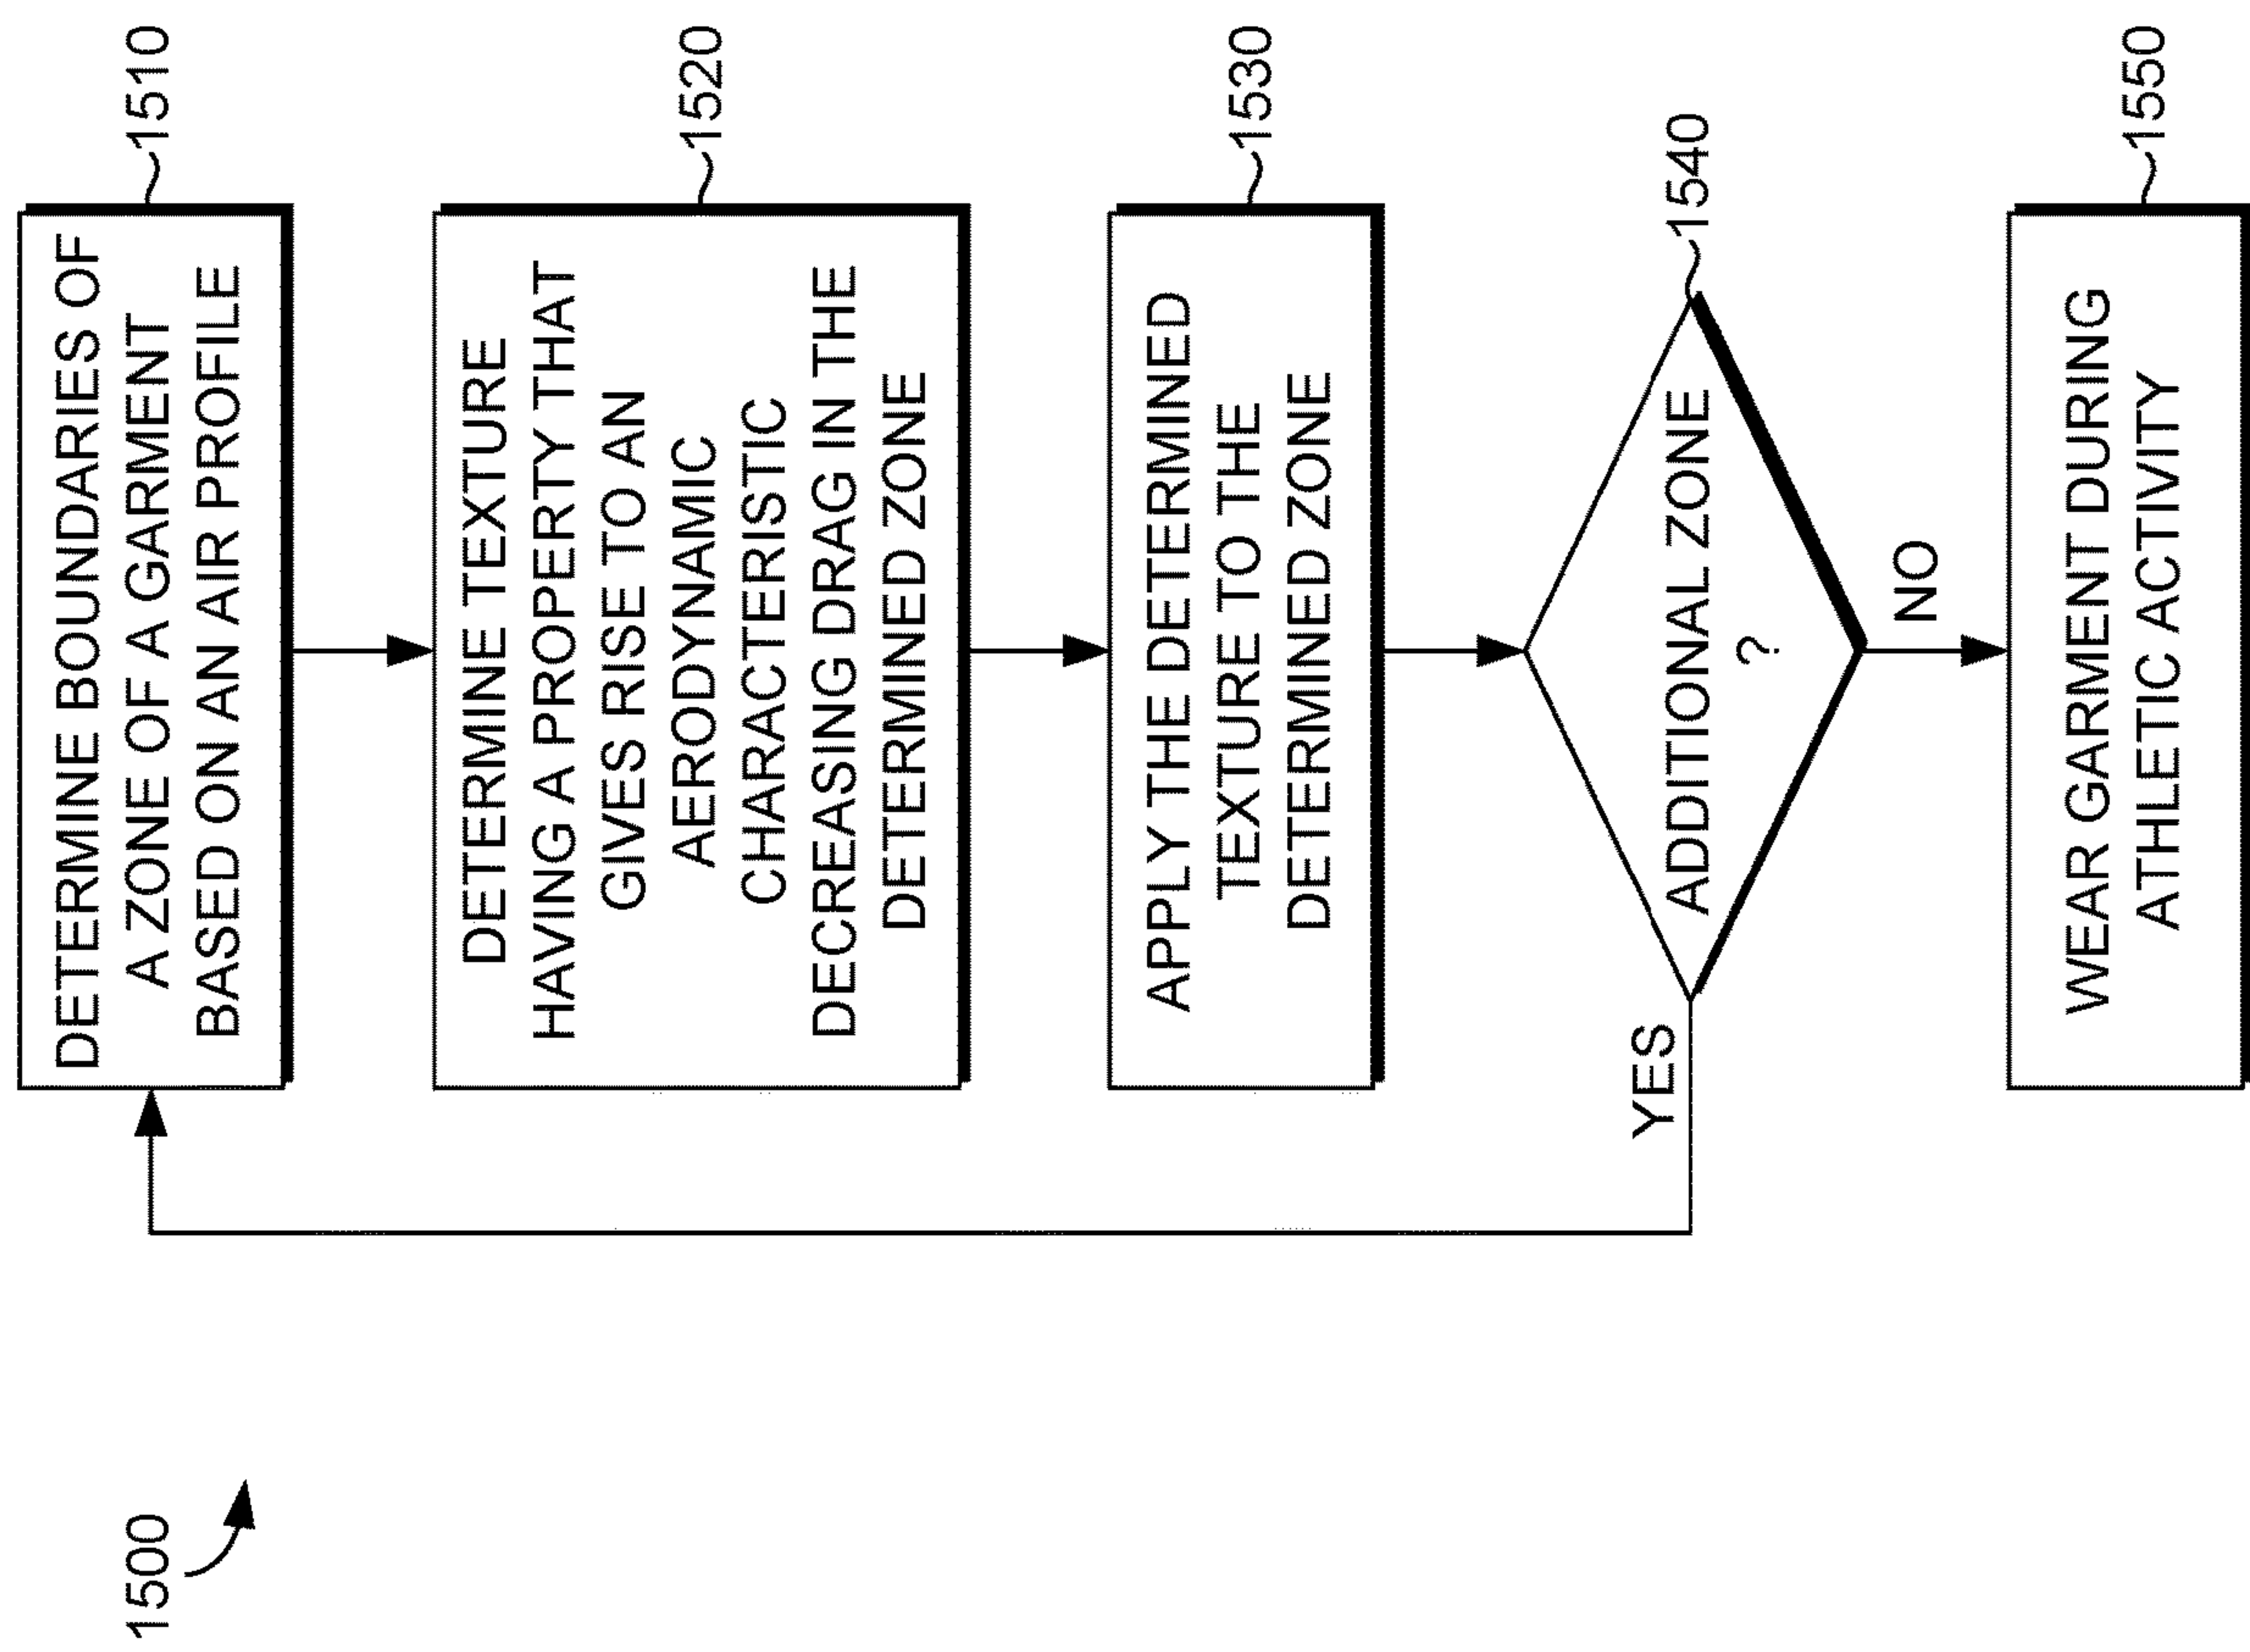 1500
DETERMINE BOUNDARIES OF
A ZONE OF A GARMENT
BASED ON AN AIR PROFILE
1510
DETERMINE TEXTURE
HAVING A PROPERTY THAT
GIVES RISE TO AN
AERODYNAMIC
CHARACTERISTIC
DECREASING DRAG IN THE
DETERMINED ZONE
1520
APPLY THE DETERMINED
TEXTURE TO THE
DETERMINED ZONE
1530
YES
ADDITIONAL ZONE
?
1540
NO
WEAR GARMENT DURING
ATHLETIC ACTIVITY
1550